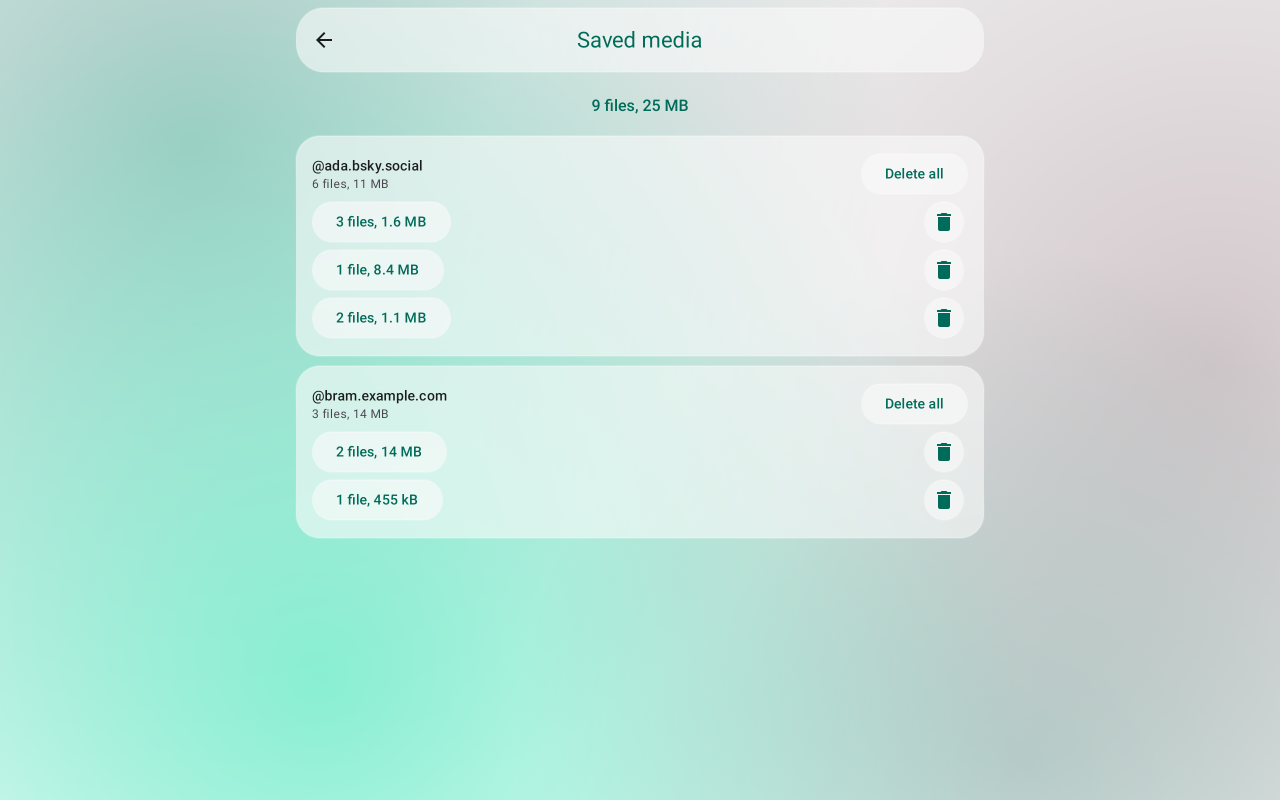 Saved media
9 files, 25 MB
@ada.bsky.social
6 files, 11 MB
Delete all
3 files, 1.6 MB
1 file, 8.4 MB
2 files, 1.1 MB
@bram.example.com
3 files, 14 MB
Delete all
2 files, 14 MB
1 file, 455 kB